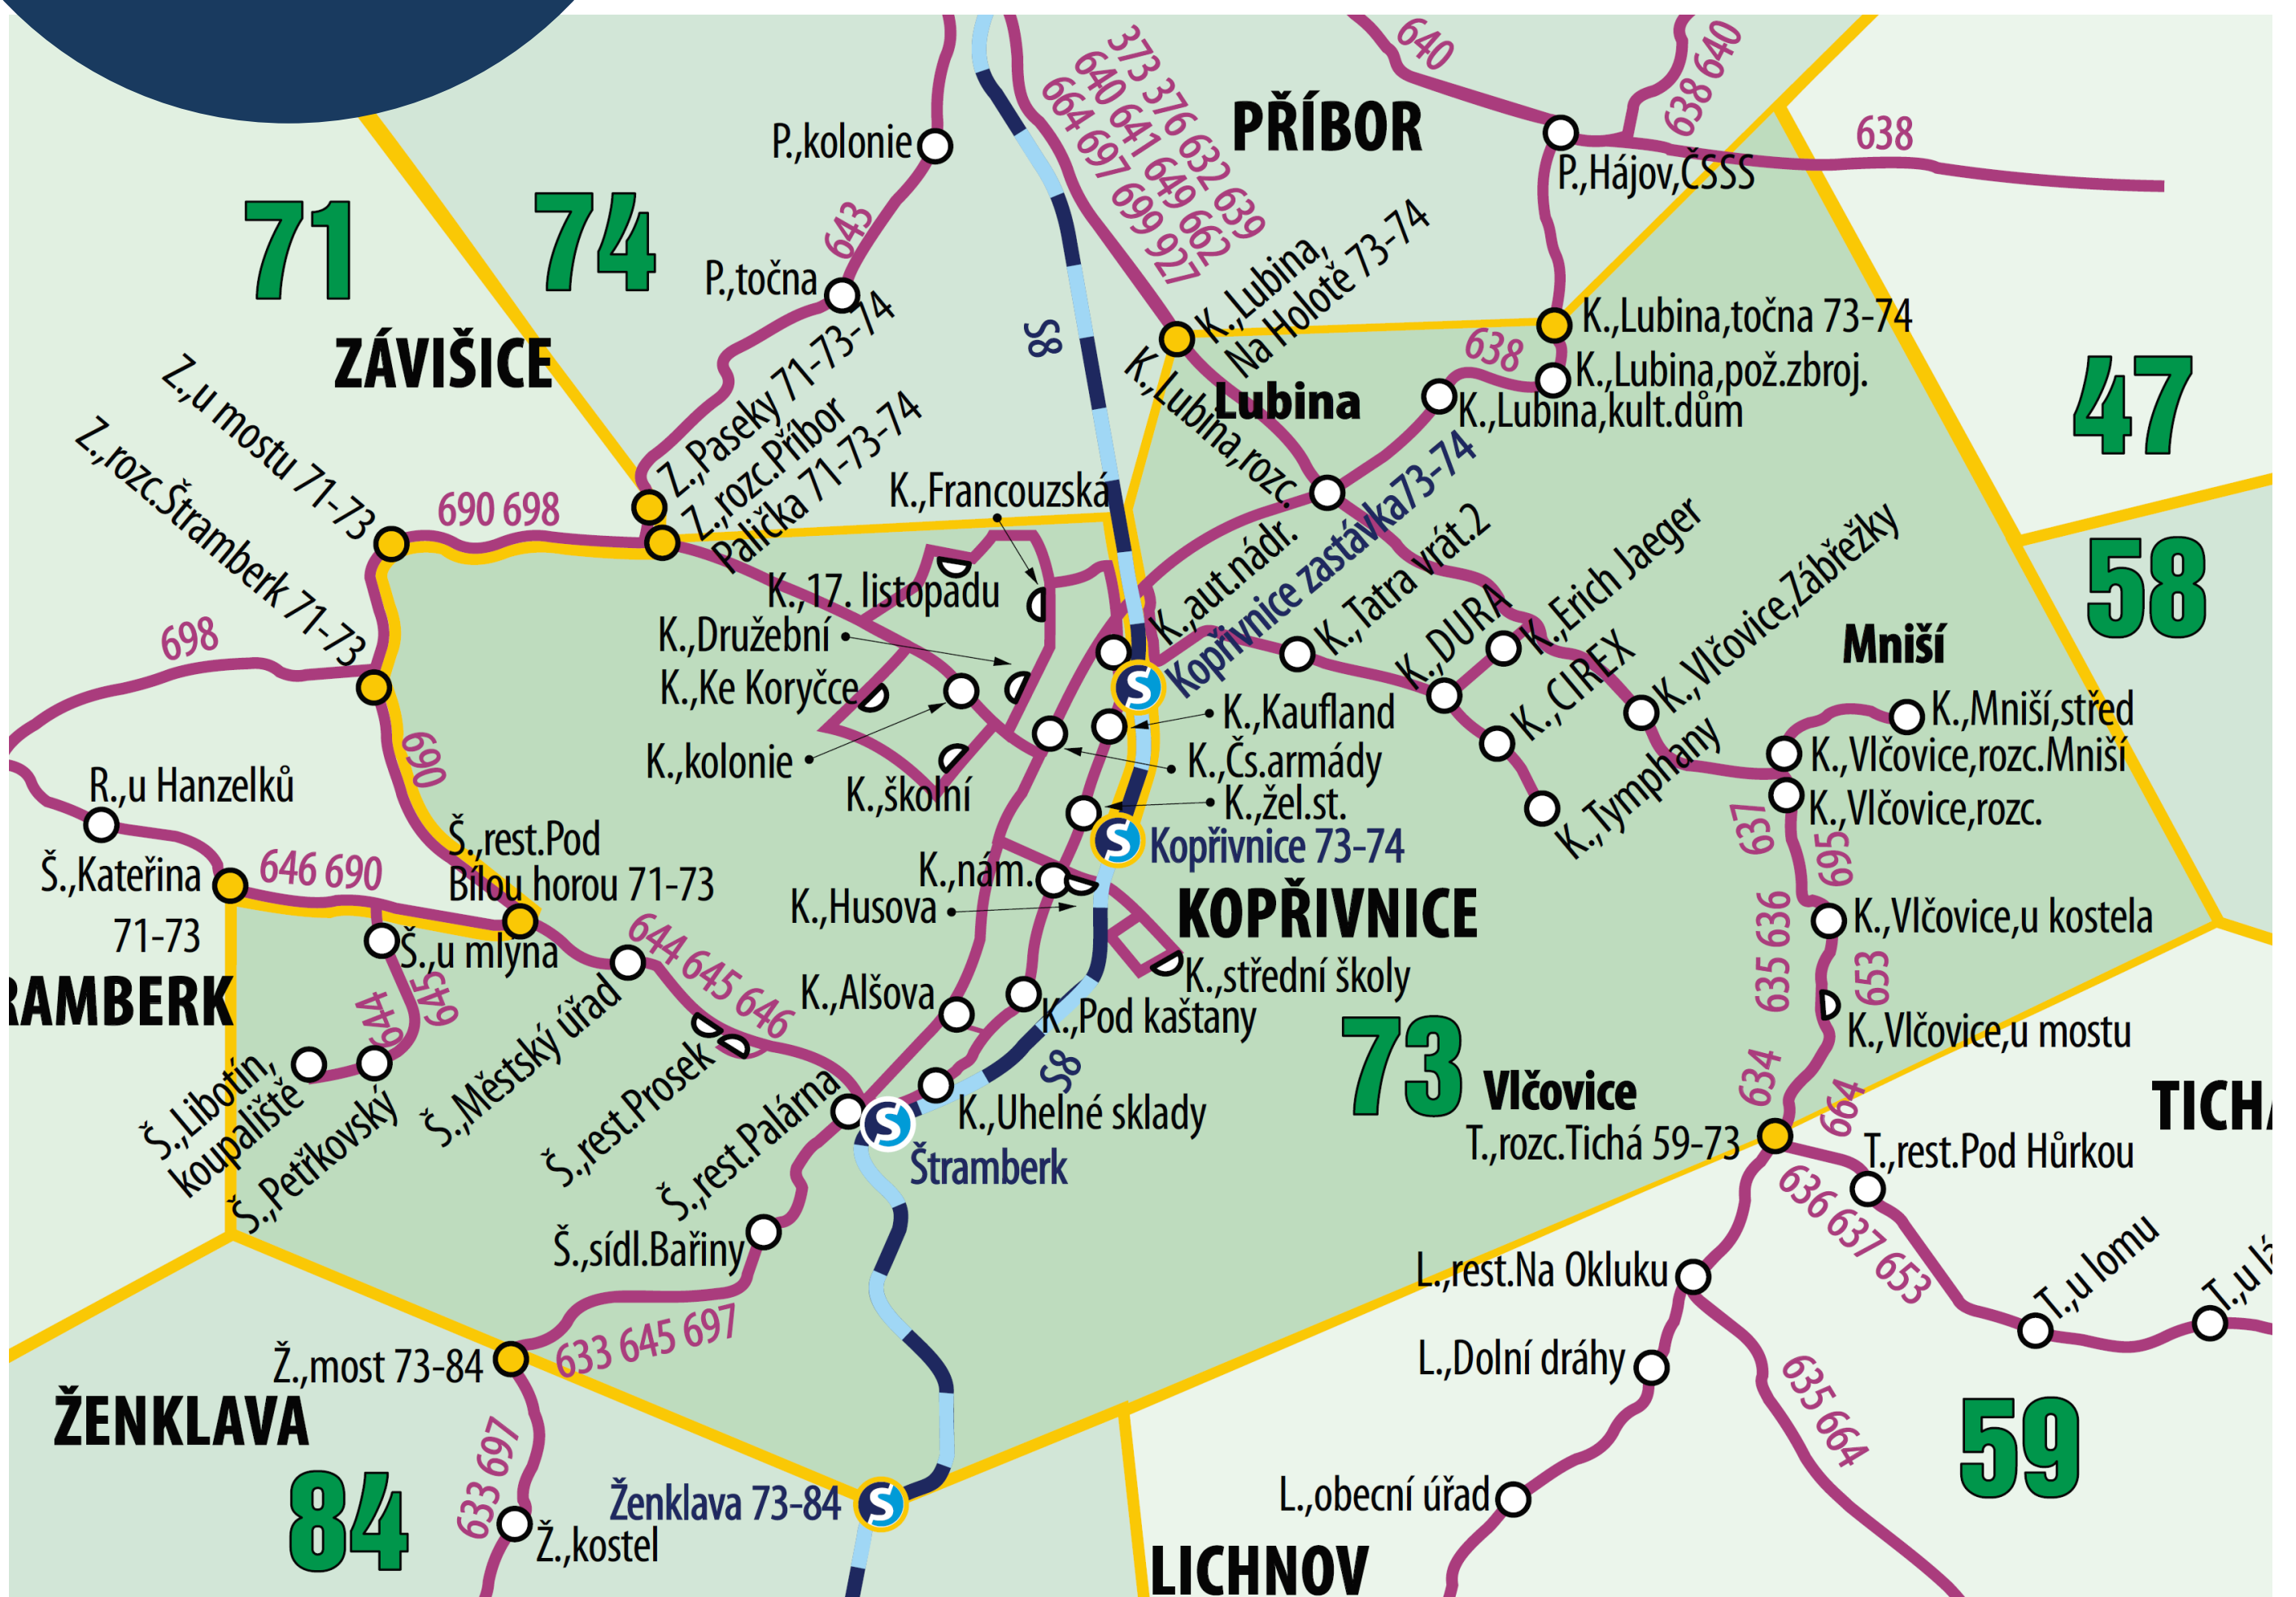 640
638 640
373 376 632 639
640 641 649 662
664 697 699 927
PŘÍBOR
638
P.,kolonie
P.,Hájov,ČSSS
71
74
643
P.,točna
K.,Lubina,
Na Holotě 73-74
K.,Lubina,točna 73-74
S8
ZÁVIŠICE
638
K.,Lubina,pož.zbroj.
47
Z.,u mostu 71-73
Z.,Paseky 71-73-74
K.,Lubina,rozc.
Lubina
K.,Lubina,kult.dům
Z.,rozc.Štramberk 71-73
690 698
Z.,rozc.Příbor
Palička 71-73-74
K.,Francouzská
58
K.,aut.nádr.
Kopřivnice zastávka73-74
K.,Tatra vrát.2
K.,DURA
K.,Erich Jaeger
K.,Vlčovice,Zábřežky
K.,17. listopadu
698
K.,Družební
K.,Ke Koryčce
Mniší
K.,CIREX
K.,Mniší,střed
K.,Kaufland
690
K.,kolonie
K.,Čs.armády
K.,Tymphany
K.,Vlčovice,rozc.Mniší
R.,u Hanzelků
K.,školní
K.,žel.st.
K.,Vlčovice,rozc.
Š.,rest.Pod
Bílou horou 71-73
Kopřivnice 73-74
637
695
Š.,Kateřina
71-73
646 690
K.,nám.
K.,Husova
KOPŘIVNICE
635 636
K.,Vlčovice,u kostela
Š.,u mlýna
644 645 646
K.,střední školy
653
RAMBERK
644
645
K.,Alšova
K.,Pod kaštany
K.,Vlčovice,u mostu
Š.,Městský úřad
73
S8
634
664
Vlčovice
TICH
Š.,Libotín,
koupaliště
Š.,Petřkovský
Š.,rest.Prosek
Š.,rest.Palárna
K.,Uhelné sklady
T.,rozc.Tichá 59-73
T.,rest.Pod Hůrkou
S
Štramberk
636 637 653
Š.,sídl.Bařiny
L.,rest.Na Okluku
T.,u lomu
T.,u
633 645 697
Ž.,most 73-84
L.,Dolní dráhy
635 664
ŽENKLAVA
633 697
59
84
Ženklava 73-84
L.,obecní úřad
Ž.,kostel
LICHNOV